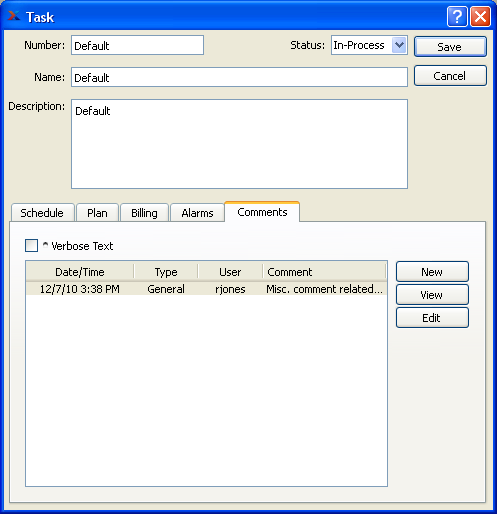 Task
Number: Default Status: In-Process Save
Name: Default Cancel
Description: Default
Schedule Plan Billing Alarms Comments
^ Verbose Text
Date/Time Type User Comment New
12/7/10 3:38 PM General rjones Misc. comment related... View
Edit